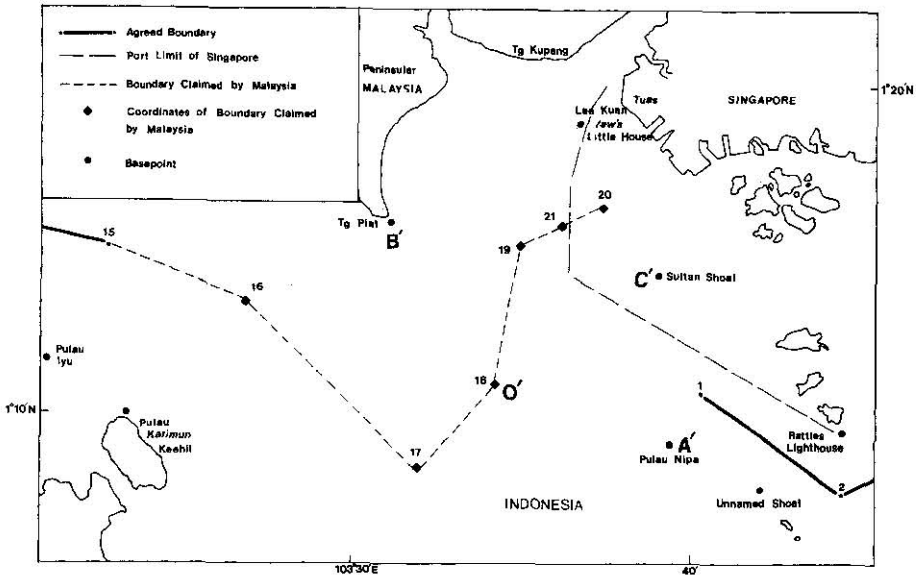 Agreed Boundary
Port Limit of Singapore
Boundary Claimed by Malaysia
Coordinates of Boundary Claimed
by Malaysia
Basepoint
Peninsular
MALAYSIA
Tg Kupang
Lee Kuan
Yew's
Little House
Tuas
SINGAPORE
1°20'N
Tg Piai
B'
15
16
17
18
O'
19
21
20
C'
Sultan Shoal
Pulau
Iyu
1°10'N
Pulau
Karimun
Keehil
1
A'
Pulau Nipa
Raffles
Lighthouse
2
Unnamed Shoal
INDONESIA
103°30'E
40'